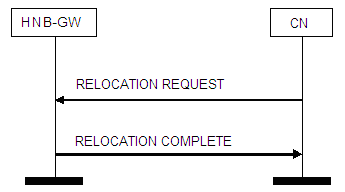 HNB-GW
CN
RELOCATION REQUEST
RELOCATION COMPLETE